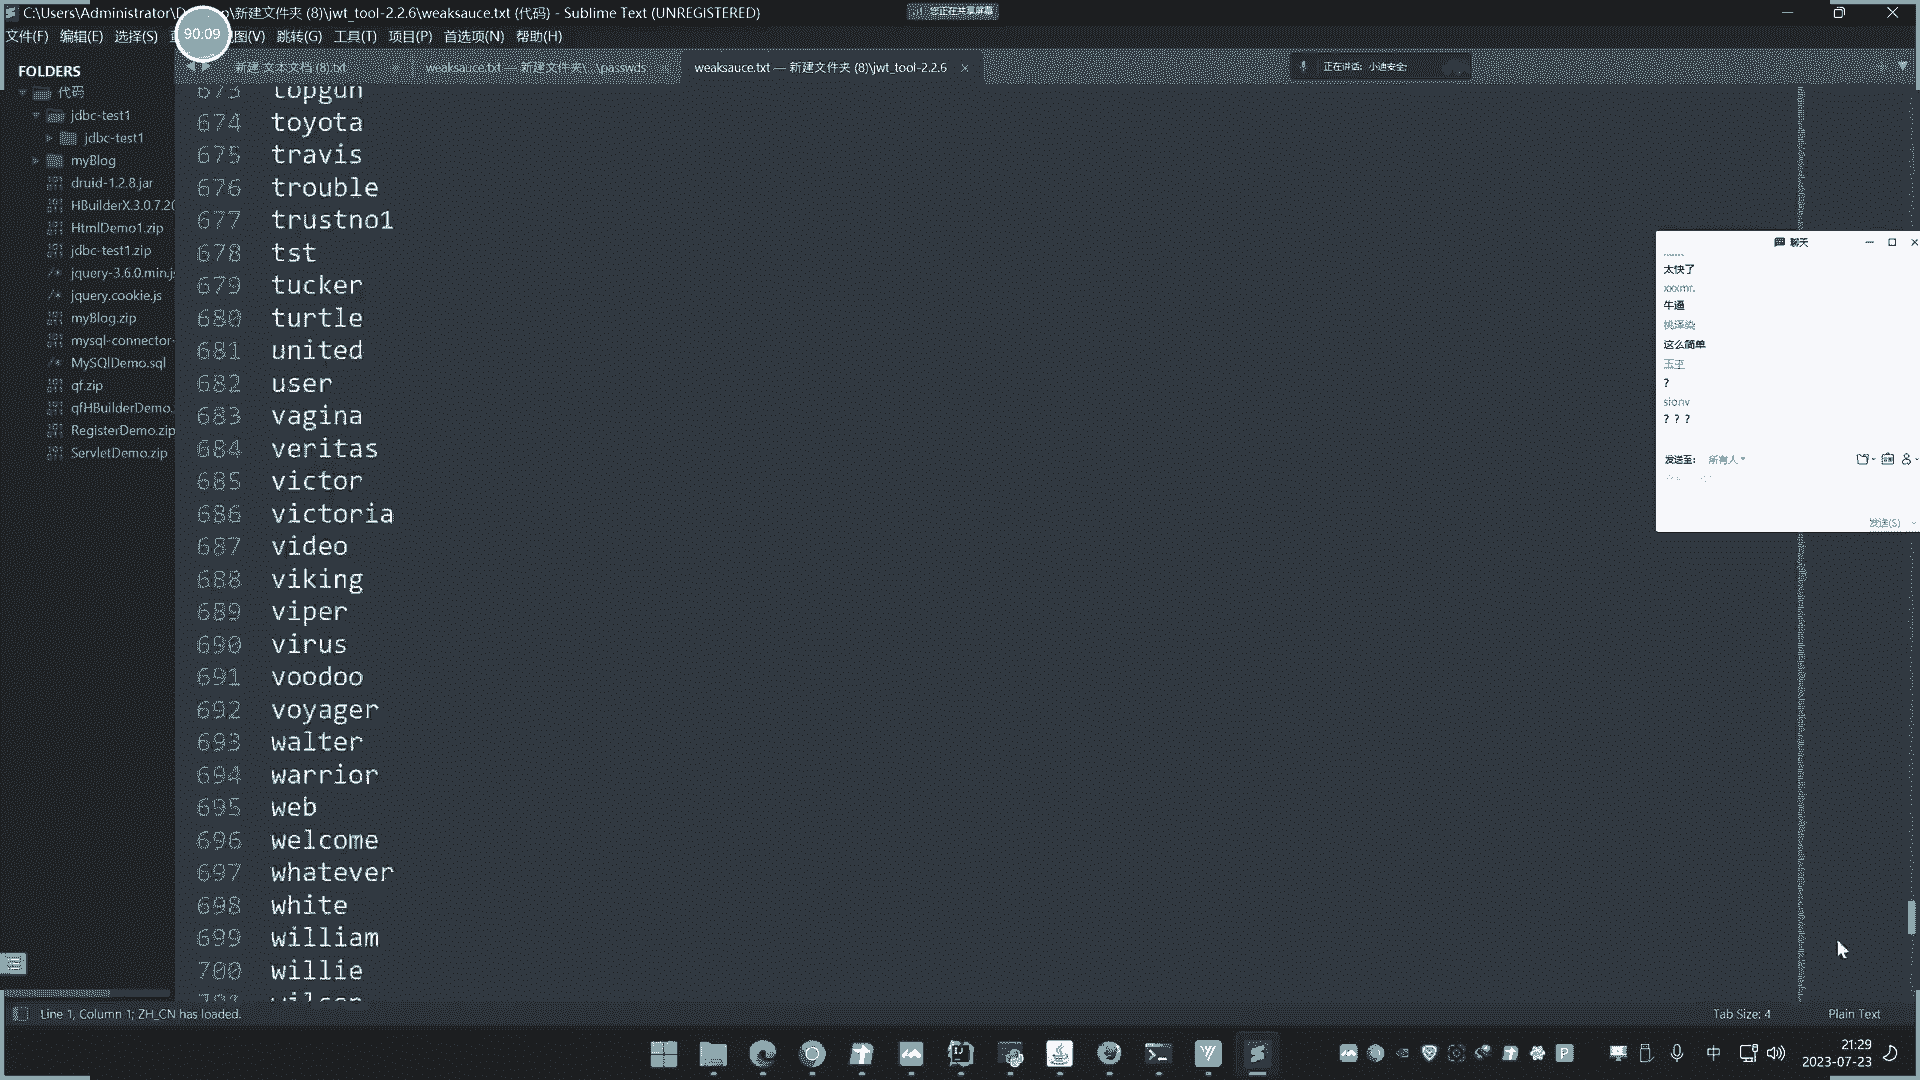 C:\Users\Administrator\D
p\新建文件夹 (8)\jwt_tool-2.2.6\weaksauce.txt (代码) - Sublime Text (UNREGISTERED)
您正在共享屏幕
文件(F) 编辑(E) 选择(S)
90:09
图(V) 跳转(G) 工具(T) 项目(P) 首选项(N) 帮助(H)
新建 文本文档 (8).txt
weaksauce.txt — 新建文件夹\...\passwds
weaksauce.txt — 新建文件夹 (8)\jwt_tool-2.2.6
正在讲话: 小迪安全;
FOLDERS
代码
jdbc-test1
jdbc-test1
myBlog
druid-1.2.8.jar
HBuilderX.3.0.7.20
HtmlDemo1.zip
jdbc-test1.zip
jquery-3.6.0.min.j
jquery.cookie.js
myBlog.zip
mysql-connector-
MySQlDemo.sql
qf.zip
qfHBuilderDemo.
RegisterDemo.zip
ServletDemo.zip
673 topgun
674 toyota
675 travis
676 trouble
677 trustno1
678 tst
679 tucker
680 turtle
681 united
682 user
683 vagina
684 veritas
685 victor
686 victoria
687 video
688 viking
689 viper
690 virus
691 voodoo
692 voyager
693 walter
694 warrior
695 web
696 welcome
697 whatever
698 white
699 william
700 willie
701 wilson
聊天
太快了
xxxmr.
牛逼
这么简单
玉玊
?
sionv
? ? ?
发送至: 所有人
发送(S)
Line 1, Column 1; ZH_CN has loaded.
Tab Size: 4
Plain Text
中
21:29
2023-07-23